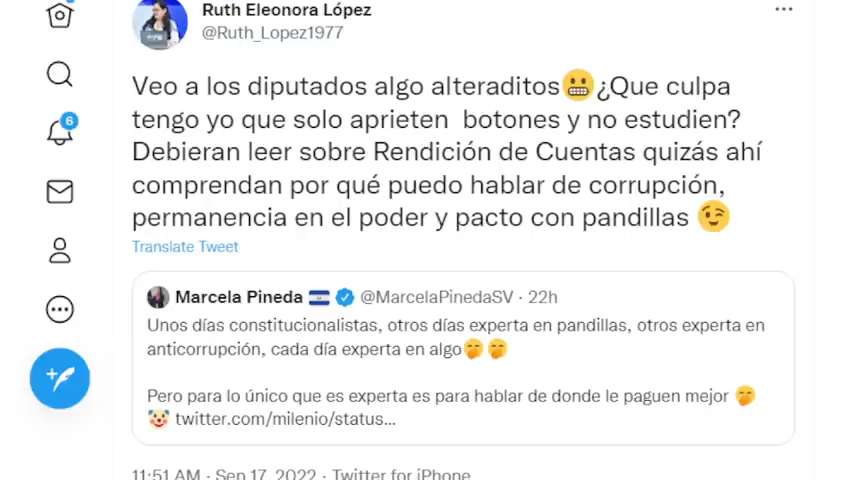 Ruth Eleonora López
@Ruth_Lopez1977
Veo a los diputados algo alteraditos😬¿Que culpa
tengo yo que solo aprieten  botones y no estudien?
Debieran leer sobre Rendición de Cuentas quizás ahí
comprendan por qué puedo hablar de corrupción,
permanencia en el poder y pacto con pandillas 😉
Translate Tweet
Marcela Pineda 🇸🇻 @MarcelaPinedaSV · 22h
Unos días constitucionalistas, otros días experta en pandillas, otros experta en
anticorrupción, cada día experta en algo🤭🤭
Pero para lo único que es experta es para hablar de donde le paguen mejor 🤭
🤡 twitter.com/milenio/status...
11:51 AM · Sep 17, 2022 · Twitter for iPhone
6